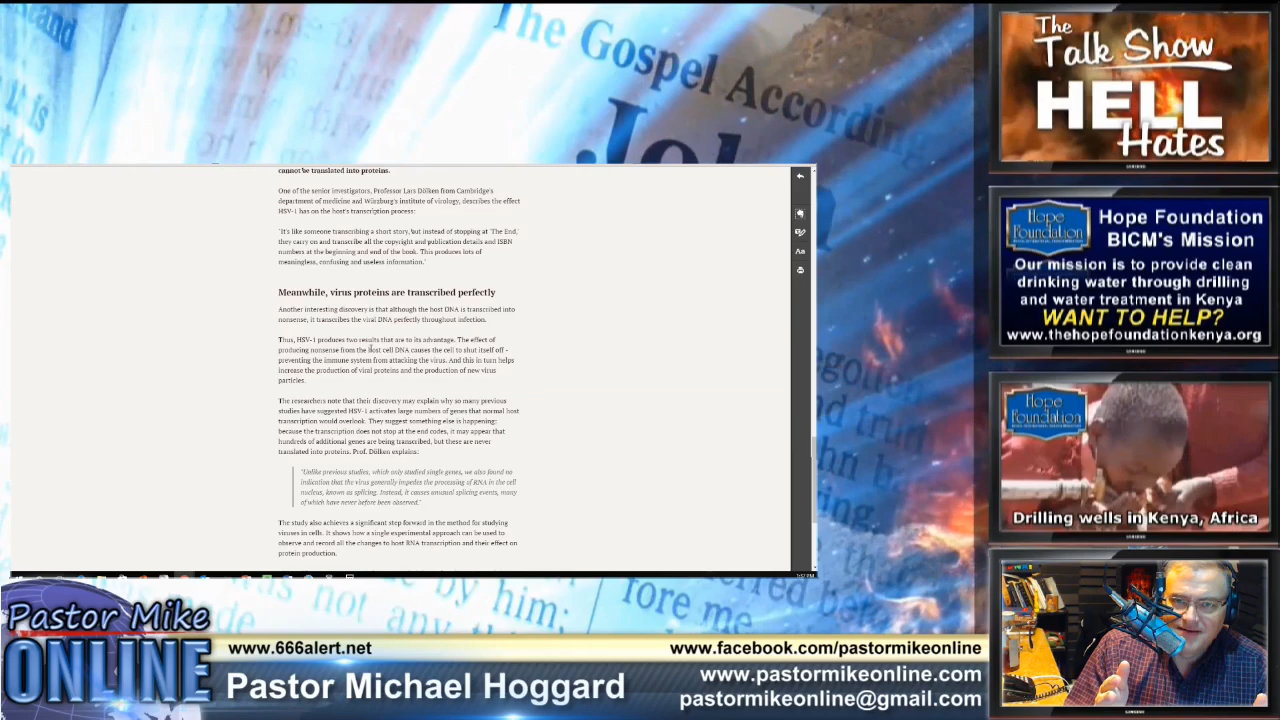 The Gospel According
John
cannot be translated into proteins.
One of the senior investigators, Professor Lars Dölken from Cambridge's
department of medicine and Würzburg's institute of virology, describes the effect
HSV-1 has on the host's transcription process:
"It's like someone transcribing a short story, but instead of stopping at 'The End,'
they carry on and transcribe all the copyright and publication details and ISBN
numbers at the beginning and end of the book. This produces lots of
meaningless, confusing and useless information."
Meanwhile, virus proteins are transcribed perfectly
Another interesting discovery is that although the host DNA is transcribed into
nonsense, it transcribes the viral DNA perfectly throughout infection.
Thus, HSV-1 produces two results that are to its advantage. The effect of
producing nonsense from the host cell DNA causes the cell to shut itself off -
preventing the immune system from attacking the virus. And this in turn helps
increase the production of viral proteins and the production of new virus
particles.
The researchers note that their discovery may explain why so many previous
studies have suggested HSV-1 activates large numbers of genes that normal host
transcription would overlook. They suggest something else is happening:
because the transcription does not stop at the end codes, it may appear that
hundreds of additional genes are being transcribed, but these are never
translated into proteins. Prof. Dölken explains:
"Unlike previous studies, which only studied single genes, we also found no
indication that the virus generally impedes the processing of RNA in the cell
nucleus, known as splicing. Instead, it causes unusual splicing events, many
of which have never before been observed."
The study also achieves a significant step forward in the method for studying
viruses in cells. It shows how a single experimental approach can be used to
observe and record all the changes to host RNA transcription and their effect on
protein production.
Aa
1:37 PM
by him;
was not any
fore me
The
Talk Show
HELL
Hates
SAMSUNG
Hope
Foundation
Hope Foundation
BICM's Mission
Our mission is to provide clean
drinking water through drilling
and water treatment in Kenya
WANT TO HELP?
www.thehopefoundationkenya.org
SAMSUNG
Hope
Foundation
Drilling wells in Kenya, Africa
SAMSUNG
SAMSUNG
Pastor Mike
ONLINE
www.666alert.net
www.facebook.com/pastormikeonline
Pastor Michael Hoggard
www.pastormikeonline.com
pastormikeonline@gmail.com